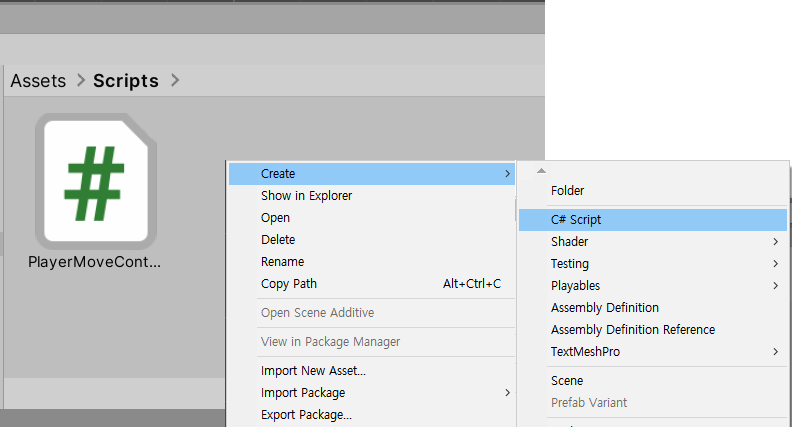 Assets > Scripts >
#
PlayerMoveCont...
Create
Show in Explorer
Open
Delete
Rename
Copy Path Alt+Ctrl+C
Open Scene Additive
View in Package Manager
Import New Asset...
Import Package
Export Package...
Folder
C# Script
Shader
Testing
Playables
Assembly Definition
Assembly Definition Reference
TextMeshPro
Scene
Prefab Variant